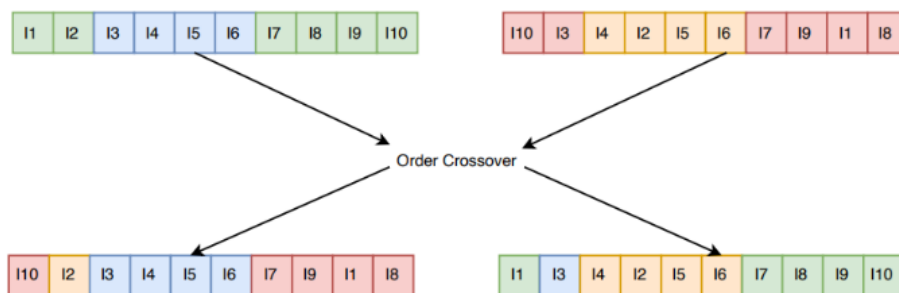 I1 I2 I3 I4 I5 I6 I7 I8 I9 I10
I10 I3 I4 I2 I5 I6 I7 I9 I1 I8
Order Crossover
I10 I2 I3 I4 I5 I6 I7 I9 I1 I8
I1 I3 I4 I2 I5 I6 I7 I8 I9 I10